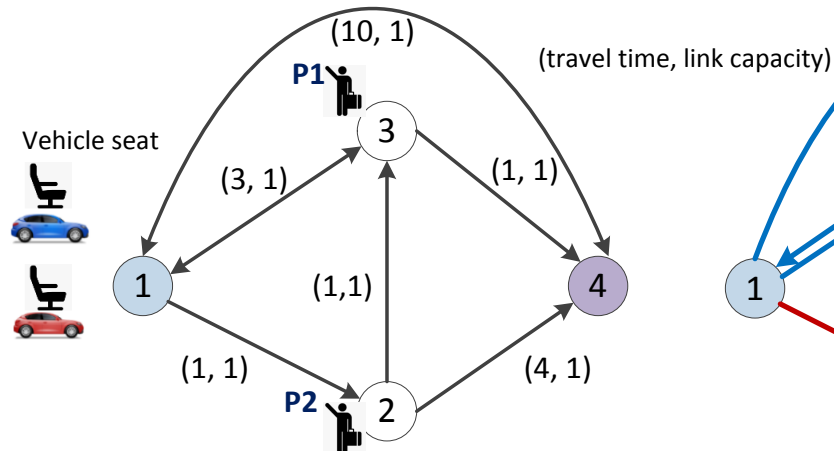 (10, 1)
(travel time, link capacity)
P1
3
Vehicle seat
(3, 1)
(1, 1)
1
(1,1)
4
1
(1, 1)
(4, 1)
P2
2